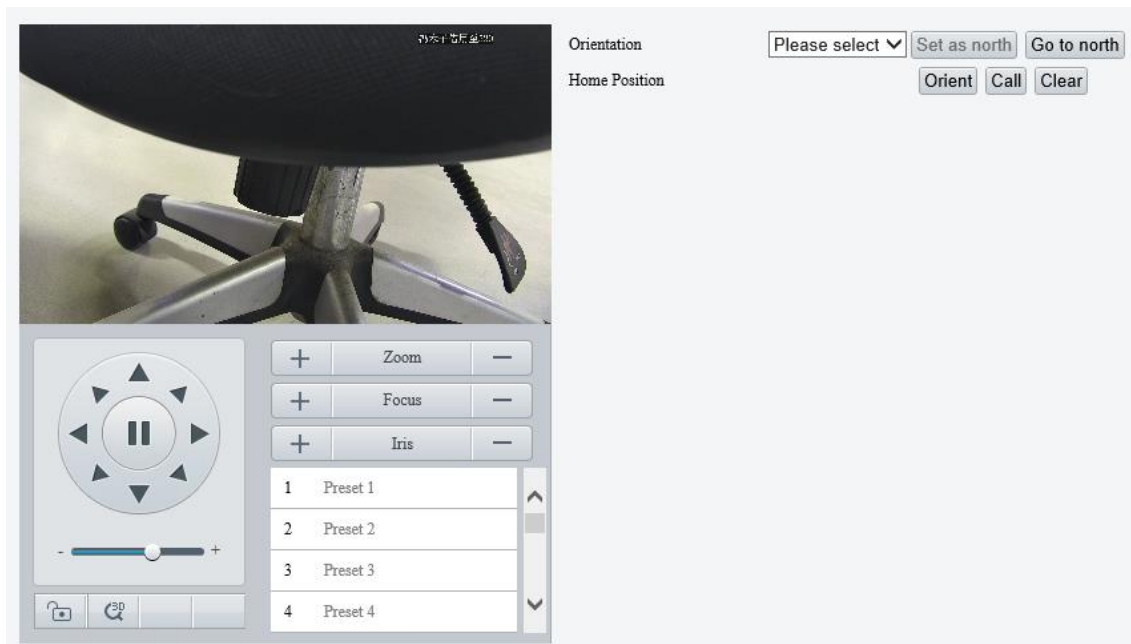 Orientation
Please select Set as north Go to north
Home Position
Orient Call Clear
+ Zoom −
+ Focus −
+ Iris −
1 Preset 1
2 Preset 2
3 Preset 3
4 Preset 4
- +
3D